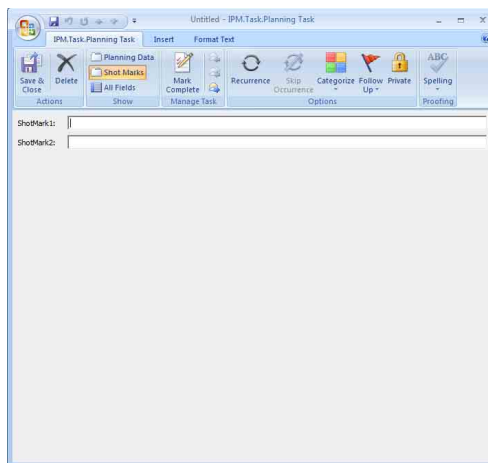 Untitled - IPM.Task.Planning Task
IPM.Task.Planning Task Insert Format Text
Save & Close
Delete
Planning Data
Shot Marks
All Fields
Mark Complete
Recurrence
Skip Occurrence
Categorize
Follow Up
Private
ABC
Spelling
Actions Show Manage Task Options Proofing
ShotMark1:
ShotMark2: